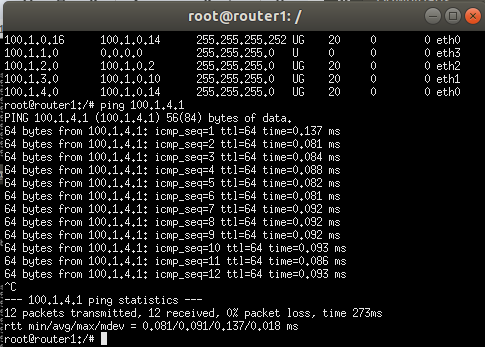 root@router1: /
100.1.0.16 100.1.0.14 255.255.255.252 UG 20 0 0 eth0
100.1.1.0 0.0.0.0 255.255.255.0 U 0 0 0 eth3
100.1.2.0 100.1.0.2 255.255.255.0 UG 20 0 0 eth2
100.1.3.0 100.1.0.10 255.255.255.0 UG 20 0 0 eth1
100.1.4.0 100.1.0.14 255.255.255.0 UG 20 0 0 eth0
root@router1:/# ping 100.1.4.1
PING 100.1.4.1 (100.1.4.1) 56(84) bytes of data.
64 bytes from 100.1.4.1: icmp_seq=1 ttl=64 time=0.137 ms
64 bytes from 100.1.4.1: icmp_seq=2 ttl=64 time=0.081 ms
64 bytes from 100.1.4.1: icmp_seq=3 ttl=64 time=0.084 ms
64 bytes from 100.1.4.1: icmp_seq=4 ttl=64 time=0.088 ms
64 bytes from 100.1.4.1: icmp_seq=5 ttl=64 time=0.082 ms
64 bytes from 100.1.4.1: icmp_seq=6 ttl=64 time=0.081 ms
64 bytes from 100.1.4.1: icmp_seq=7 ttl=64 time=0.092 ms
64 bytes from 100.1.4.1: icmp_seq=8 ttl=64 time=0.092 ms
64 bytes from 100.1.4.1: icmp_seq=9 ttl=64 time=0.092 ms
64 bytes from 100.1.4.1: icmp_seq=10 ttl=64 time=0.093 ms
64 bytes from 100.1.4.1: icmp_seq=11 ttl=64 time=0.086 ms
64 bytes from 100.1.4.1: icmp_seq=12 ttl=64 time=0.093 ms
^C
--- 100.1.4.1 ping statistics ---
12 packets transmitted, 12 received, 0% packet loss, time 273ms
rtt min/avg/max/mdev = 0.081/0.091/0.137/0.018 ms
root@router1:/#